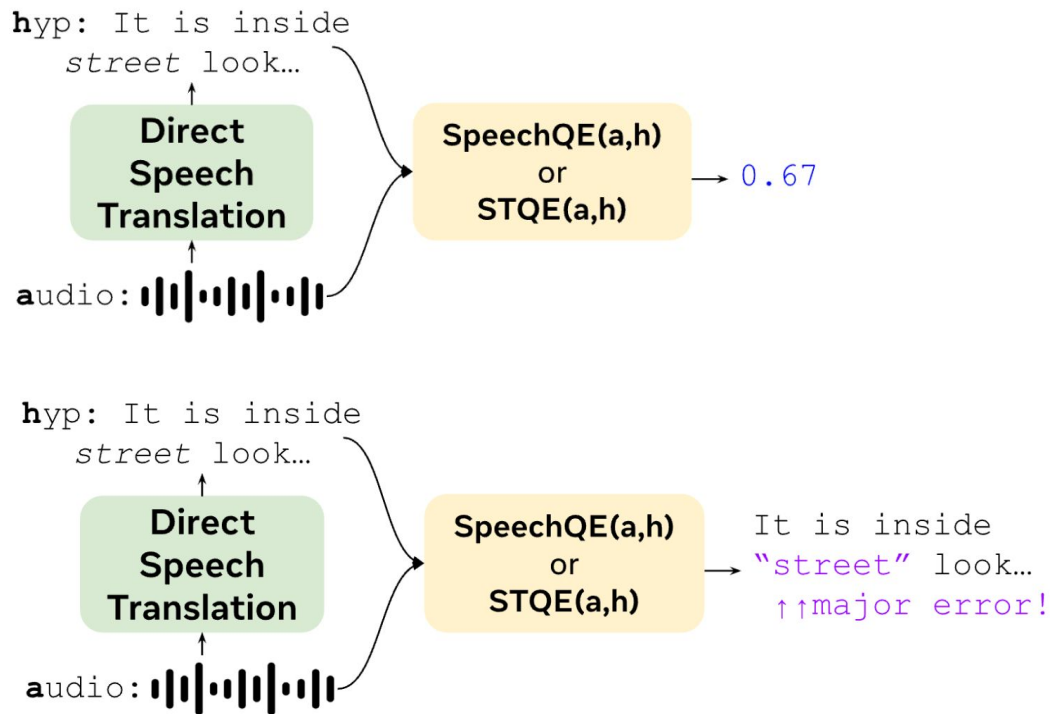 hyp: It is inside
street look…
Direct
Speech
Translation
audio:
SpeechQE(a,h)
or
STQE(a,h)
0.67
hyp: It is inside
street look…
Direct
Speech
Translation
audio:
SpeechQE(a,h)
or
STQE(a,h)
It is inside
“street” look…
↑↑major error!